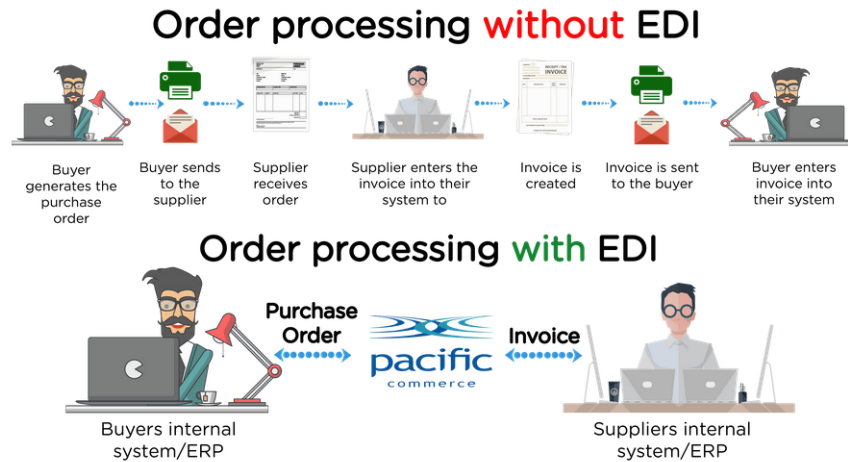 Order processing without EDI
Buyer
generates the
purchase
order
Buyer sends
to the
supplier
Supplier
receives
order
Supplier enters the
invoice into their
system to
Invoice is
created
Invoice is sent
to the buyer
Buyer enters
invoice into
their system
INVOICE
Order processing with EDI
Purchase
Order
pacific
commerce
Invoice
Buyers internal
system/ERP
Suppliers internal
system/ERP